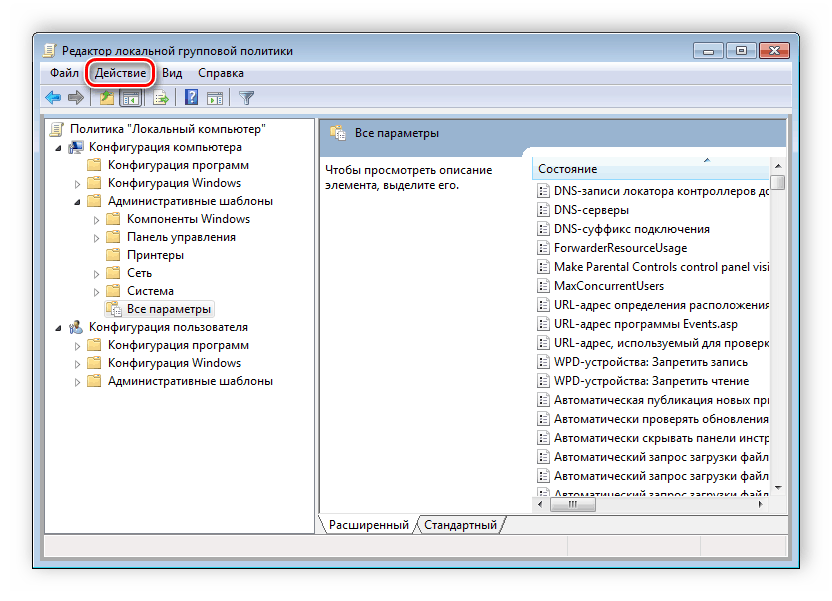 Редактор локальной групповой политики
Файл Действие Вид Справка
Политика "Локальный компьютер"
Конфигурация компьютера
Конфигурация программ
Конфигурация Windows
Административные шаблоны
Компоненты Windows
Панель управления
Принтеры
Сеть
Система
Все параметры
Конфигурация пользователя
Конфигурация программ
Конфигурация Windows
Административные шаблоны
Все параметры
Чтобы просмотреть описание
элемента, выделите его.
Состояние
DNS-записи локатора контроллеров до
DNS-серверы
DNS-суффикс подключения
ForwarderResourceUsage
Make Parental Controls control panel visi
MaxConcurrentUsers
URL-адрес определения расположения
URL-адрес программы Events.asp
URL-адрес, используемый для проверк
WPD-устройства: Запретить запись
WPD-устройства: Запретить чтение
Автоматическая публикация новых при
Автоматически проверять обновления
Автоматически скрывать панели инстр
Автоматический запрос загрузки файл
Автоматический запрос загрузки файл
Автоматический запрос загрузки файл
Расширенный Стандартный